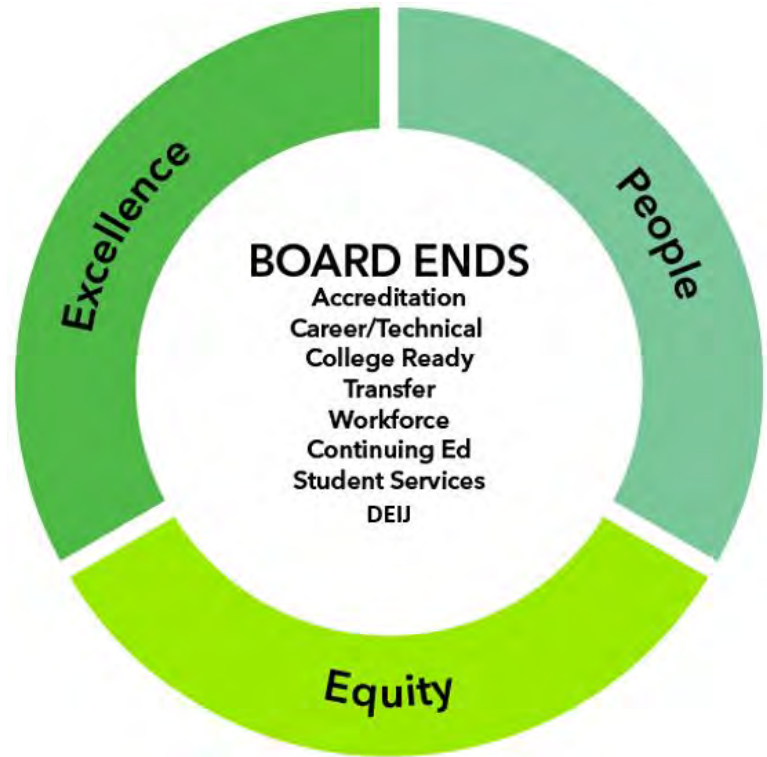 Excellence
People
BOARD ENDS
Accreditation
Career/Technical
College Ready
Transfer
Workforce
Continuing Ed
Student Services
DEIJ
Equity